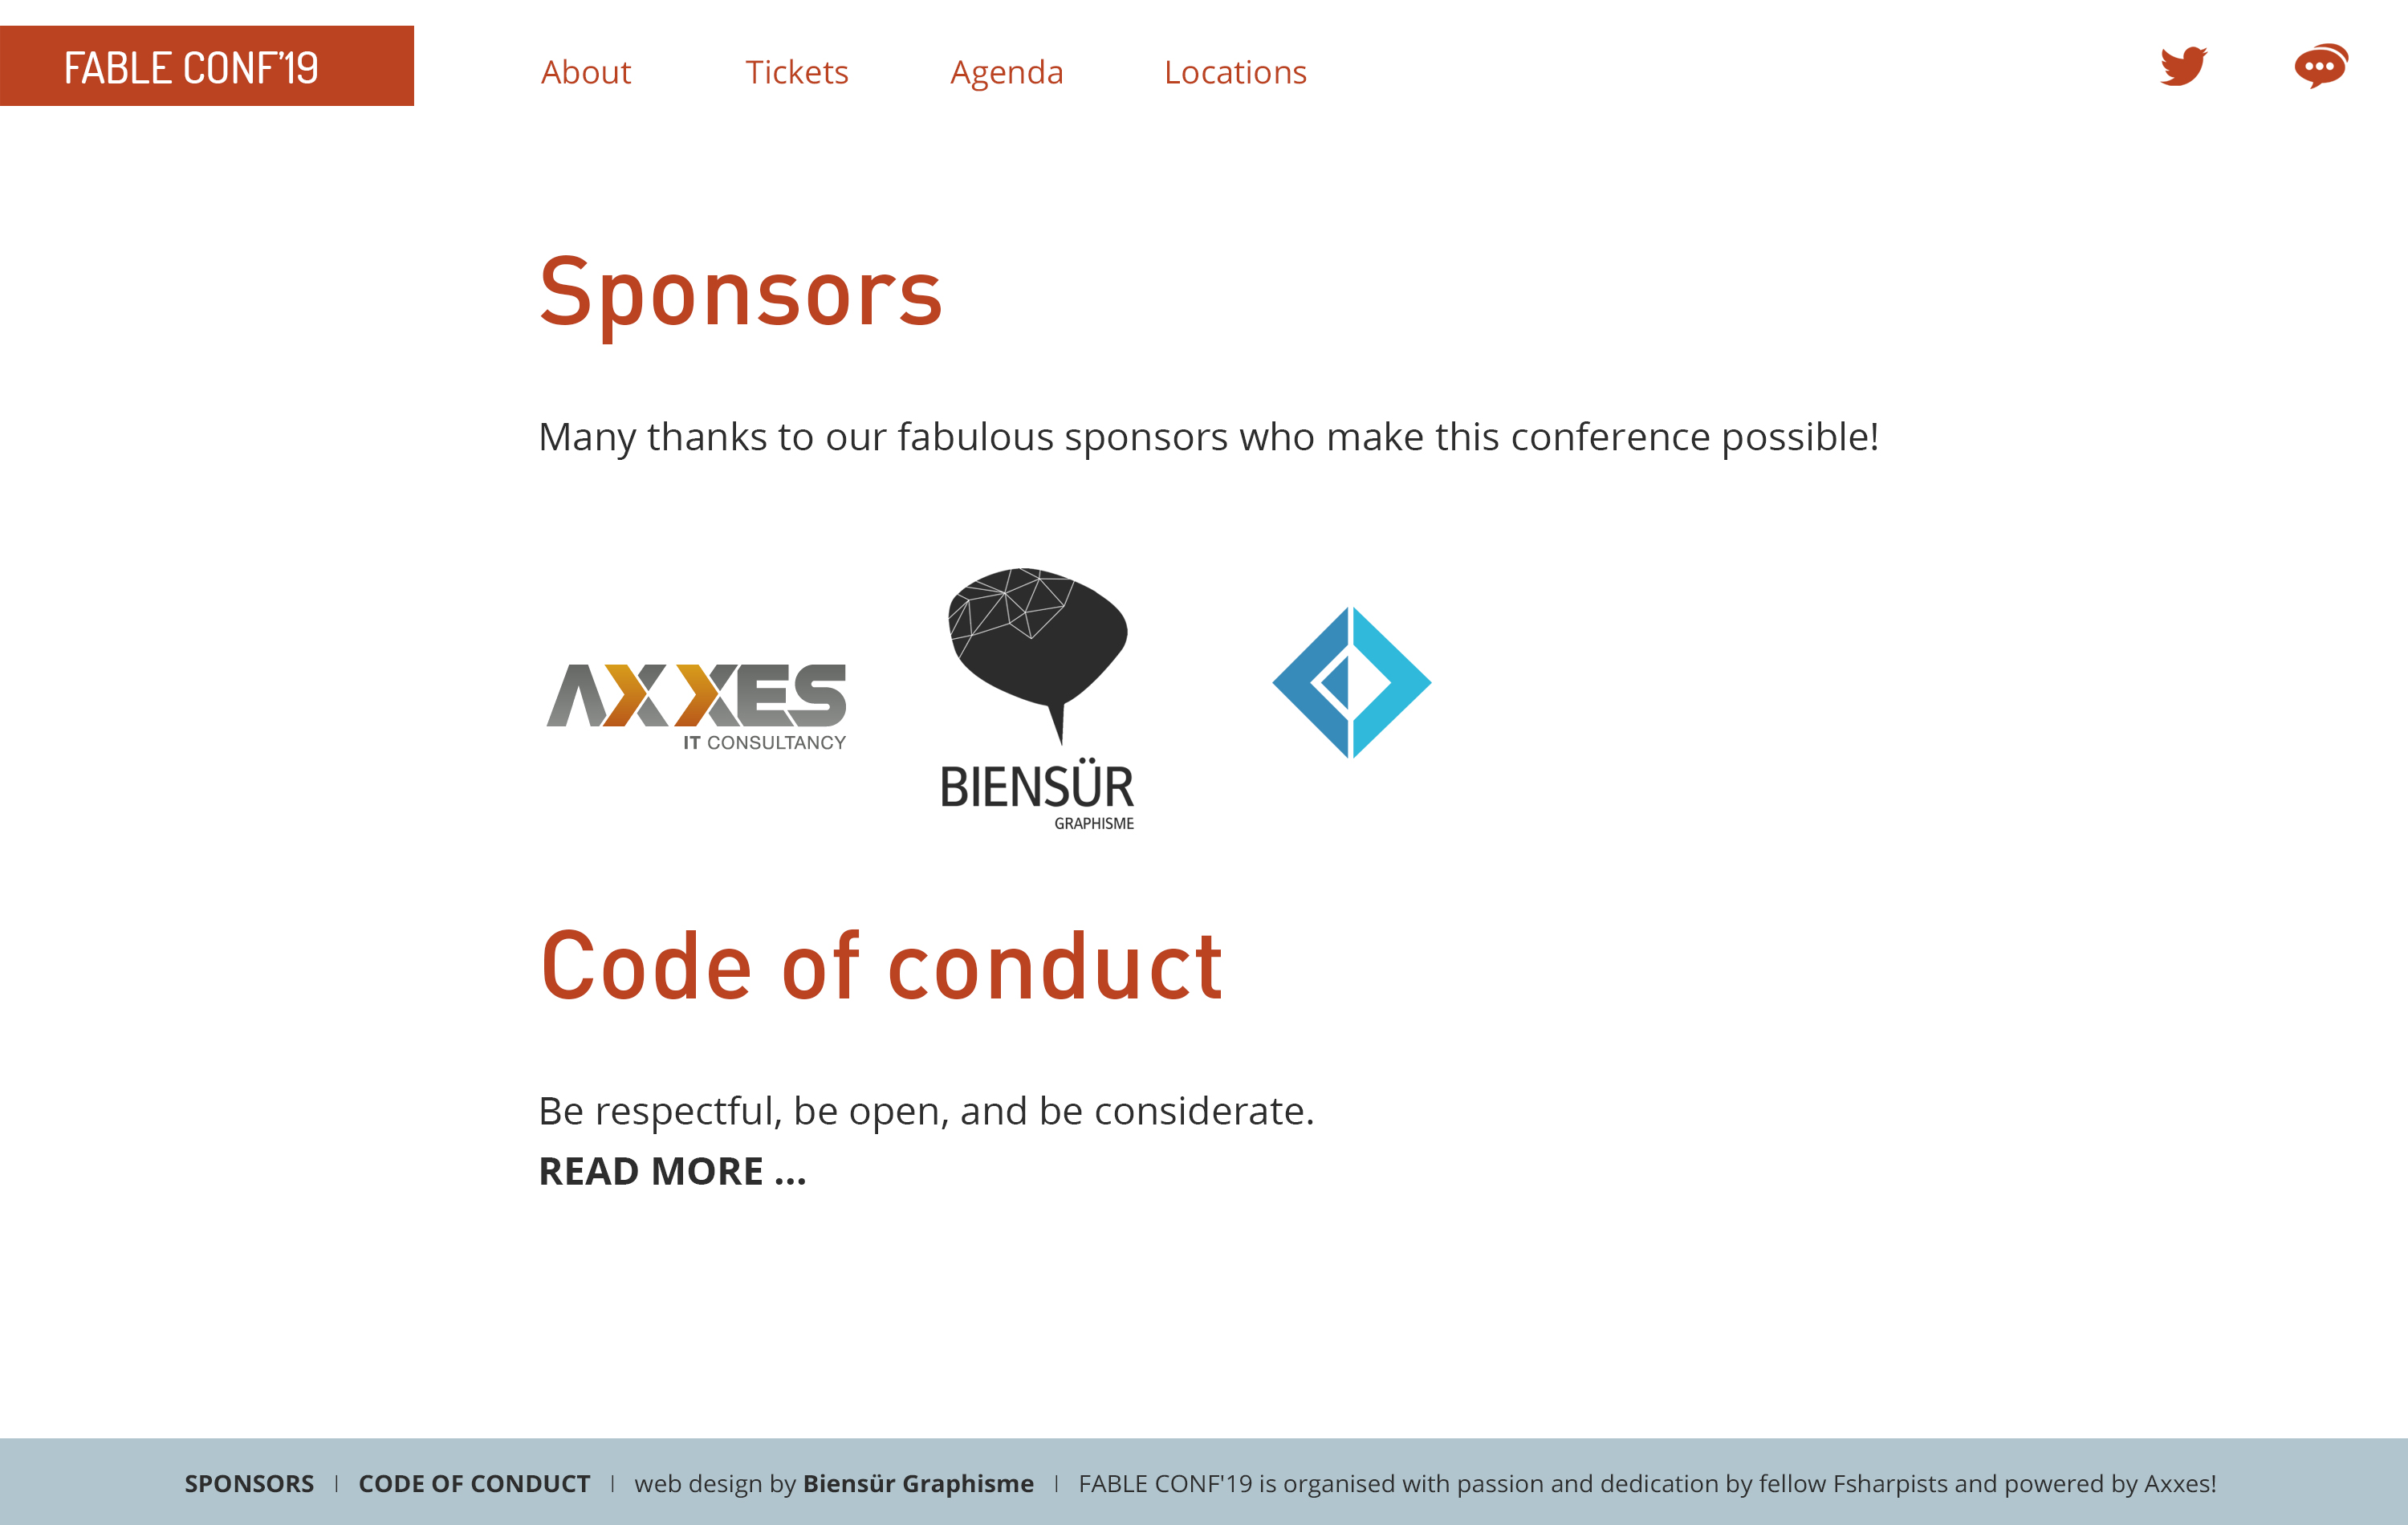 FABLE CONF’19
About Tickets Agenda Locations
Sponsors
Many thanks to our fabulous sponsors who make this conference possible!
AXXES
IT CONSULTANCY
BIENSÜR
GRAPHISME
Code of conduct
Be respectful, be open, and be considerate.
READ MORE ...
SPONSORS | CODE OF CONDUCT | web design by Biensür Graphisme | FABLE CONF'19 is organised with passion and dedication by fellow Fsharpists and powered by Axxes!